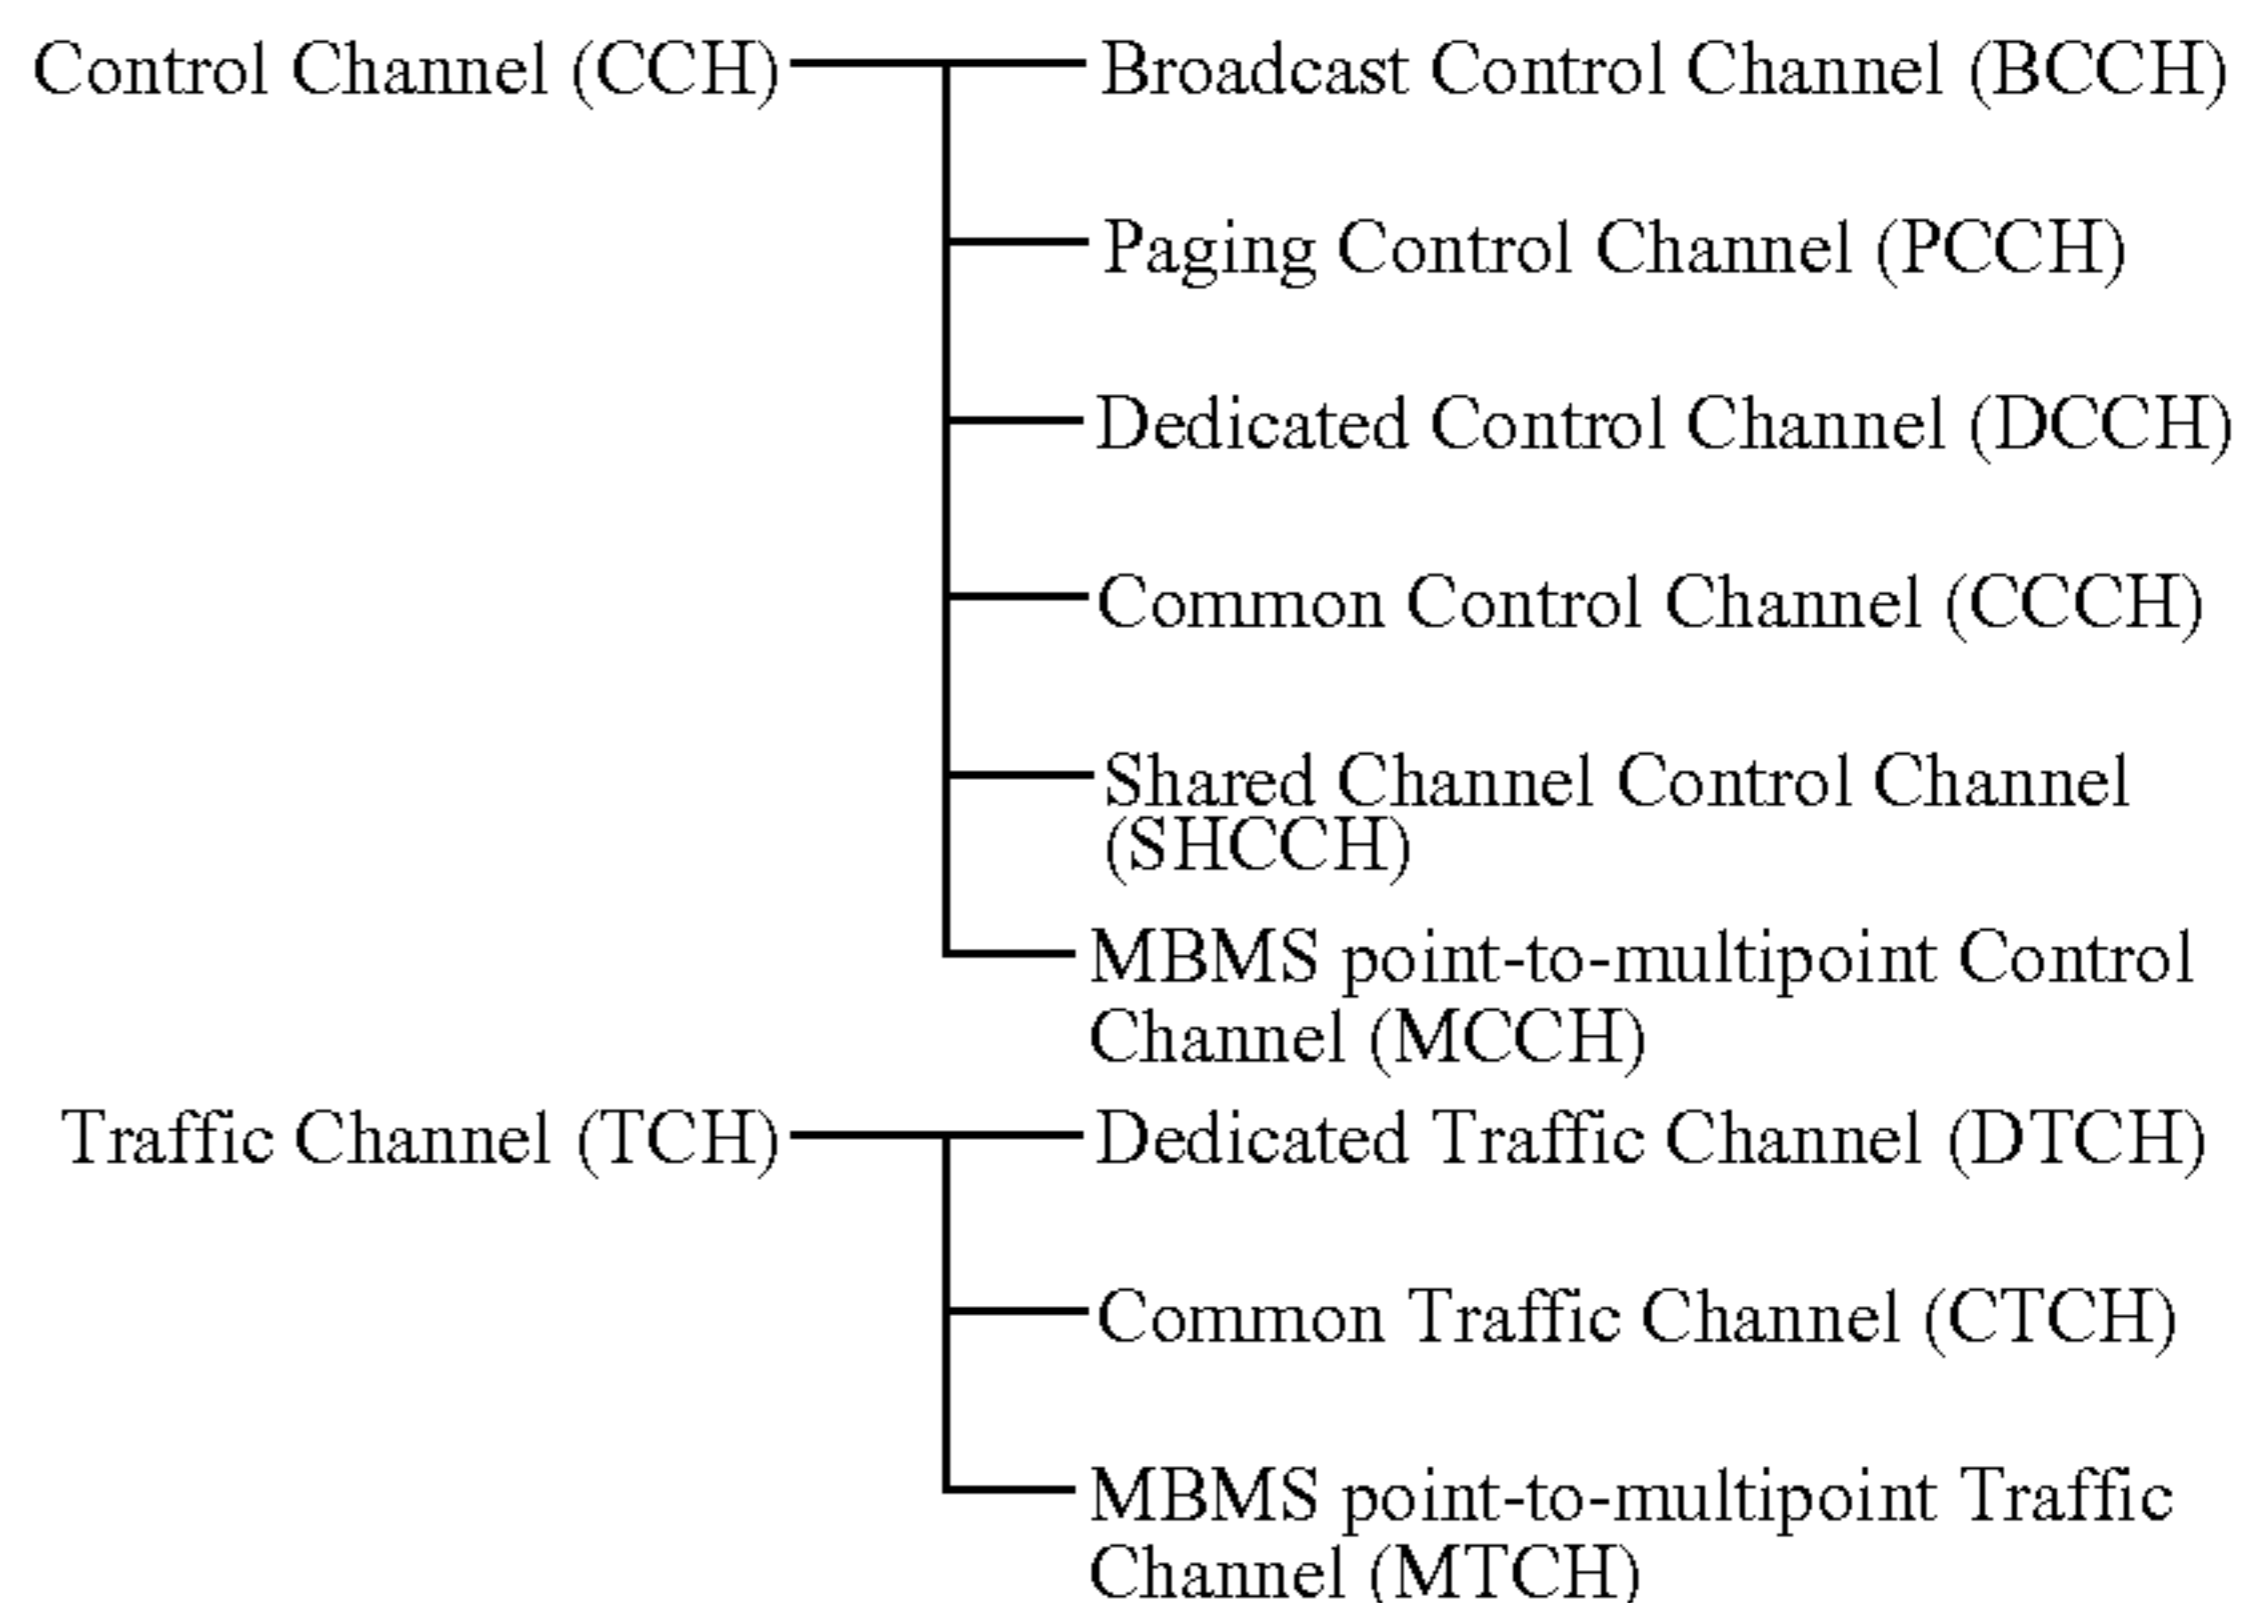 Control Channel (CCH)
Broadcast Control Channel (BCCH)
Paging Control Channel (PCCH)
Dedicated Control Channel (DCCH)
Common Control Channel (CCCH)
Shared Channel Control Channel
(SHCCH)
MBMS point-to-multipoint Control
Channel (MCCH)
Traffic Channel (TCH)
Dedicated Traffic Channel (DTCH)
Common Traffic Channel (CTCH)
MBMS point-to-multipoint Traffic
Channel (MTCH)